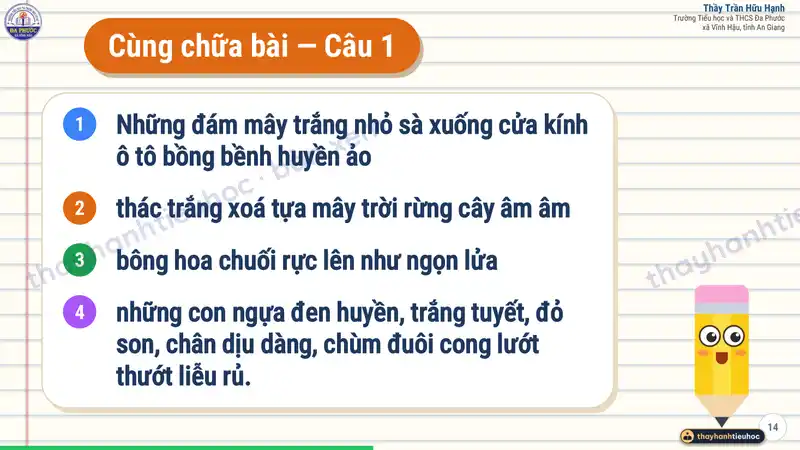 Thầy Trần Hữu Hạnh
Trường Tiểu học và THCS Đa Phước
xã Vĩnh Hậu, tỉnh An Giang
ĐA PHƯỚC
Cùng chữa bài – Câu 1
1 Những đám mây trắng nhỏ sà xuống cửa kính
ô tô bồng bềnh huyền ảo
2 thác trắng xoá tựa mây trời rừng cây âm âm
3 bông hoa chuối rực lên như ngọn lửa
4 những con ngựa đen huyền, trắng tuyết, đỏ
son, chân dịu dàng, chùm đuôi cong lướt
thướt liễu rủ.
thayhanhtieuhoc
14
thayhanhtieuhoc